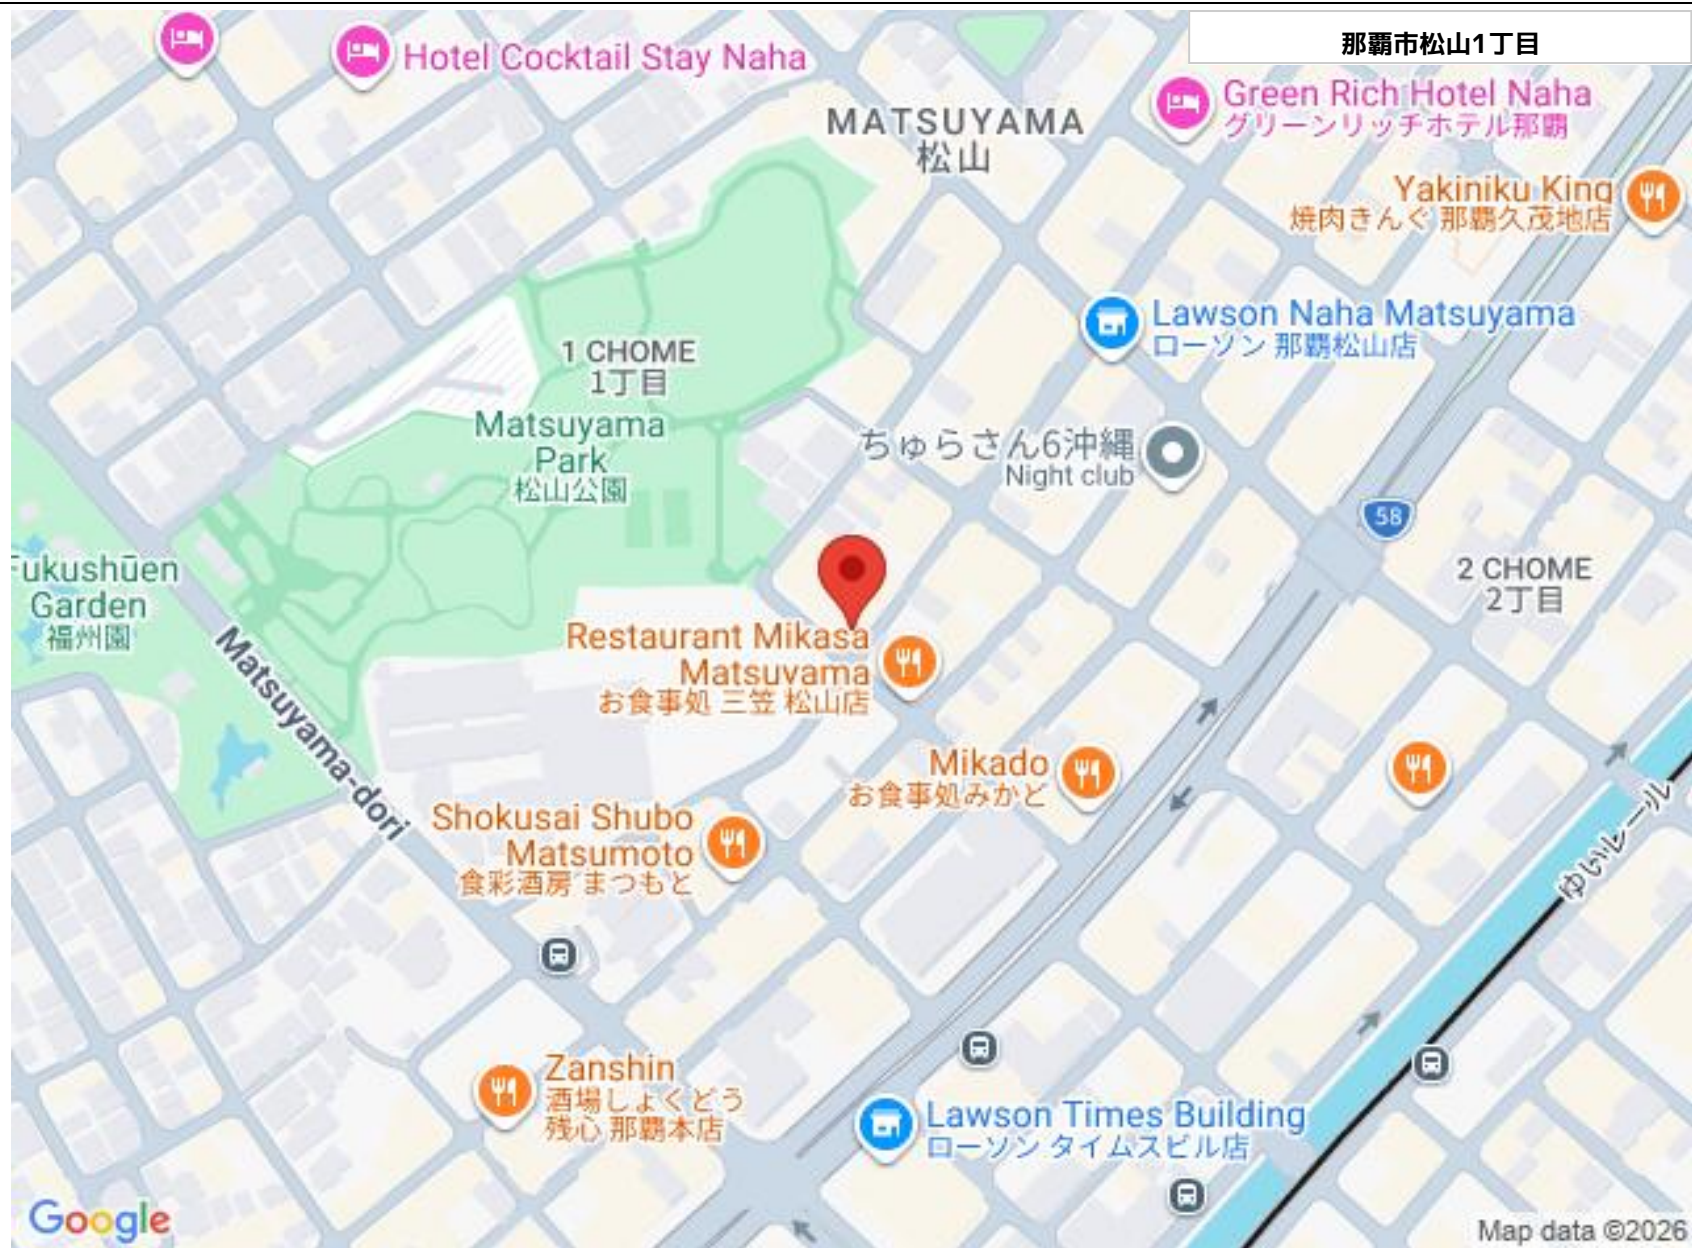 那覇市松山1丁目
Hotel Cocktail Stay Naha
Green Rich Hotel Naha
グリーンリッチホテル那覇
MATSUYAMA
松山
Yakiniku King
焼肉きんぐ 那覇久茂地店
Lawson Naha Matsuyama
ローソン 那覇松山店
1 CHOME
1丁目
Matsuyama
Park
松山公園
ちゅらさん6沖縄
Night club
58
2 CHOME
2丁目
Fukushūen
Garden
福州園
Matsuyama-dori
Restaurant Mikasa
Matsuyama
お食事処 三笠 松山店
Mikado
お食事処みかど
Shokusai Shubo
Matsumoto
食彩酒房 まつもと
ゆいレール
Zanshin
酒場しょくどう
残心 那覇本店
Lawson Times Building
ローソン タイムスビル店
Google
Map data ©2026